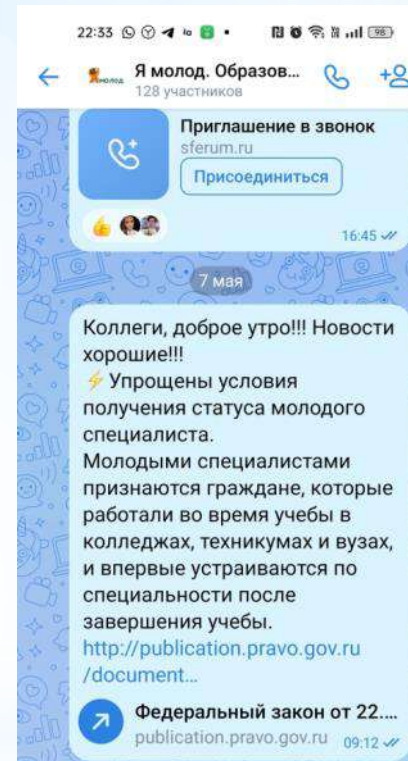 22:33
98
Ямолод
Я молод. Образов...
128 участников
Приглашение в звонок
sferum.ru
Присоединиться
16:45
7 мая
Коллеги, доброе утро!!! Новости
хорошие!!!
⚡Упрощены условия
получения статуса молодого
специалиста.
Молодыми специалистами
признаются граждане, которые
работали во время учебы в
колледжах, техникумах и вузах,
и впервые устраиваются по
специальности после
завершения учебы.
http://publication.pravo.gov.ru
/document...
Федеральный закон от 22....
publication.pravo.gov.ru 09:12